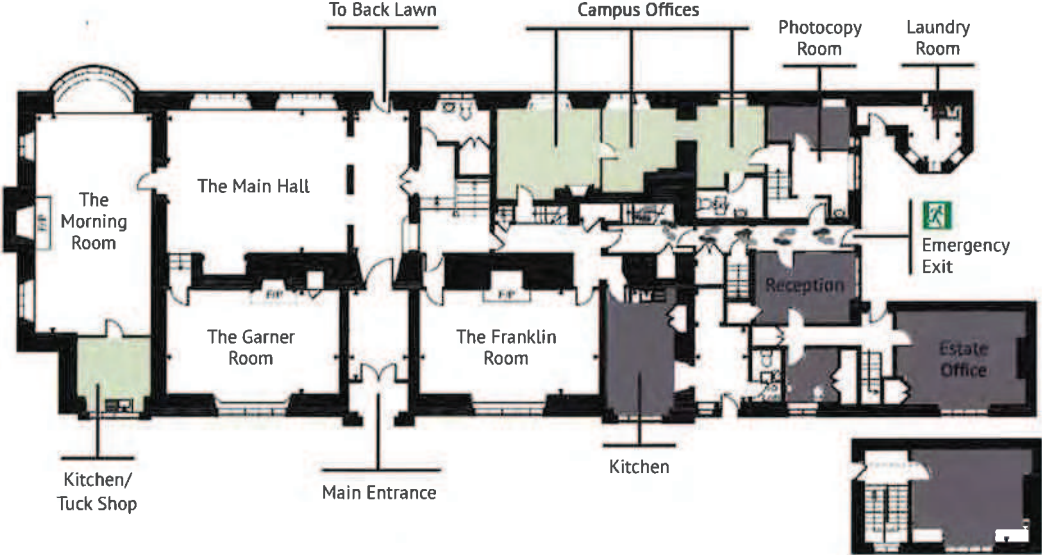 To Back Lawn
Campus Offices
Photocopy
Room
Laundry
Room
The Main Hall
The
Morning
Room
F/P
Emergency
Exit
Reception
F/P
F/P
The Garner
Room
The Franklin
Room
Estate
Office
Kitchen/
Tuck Shop
Main Entrance
Kitchen